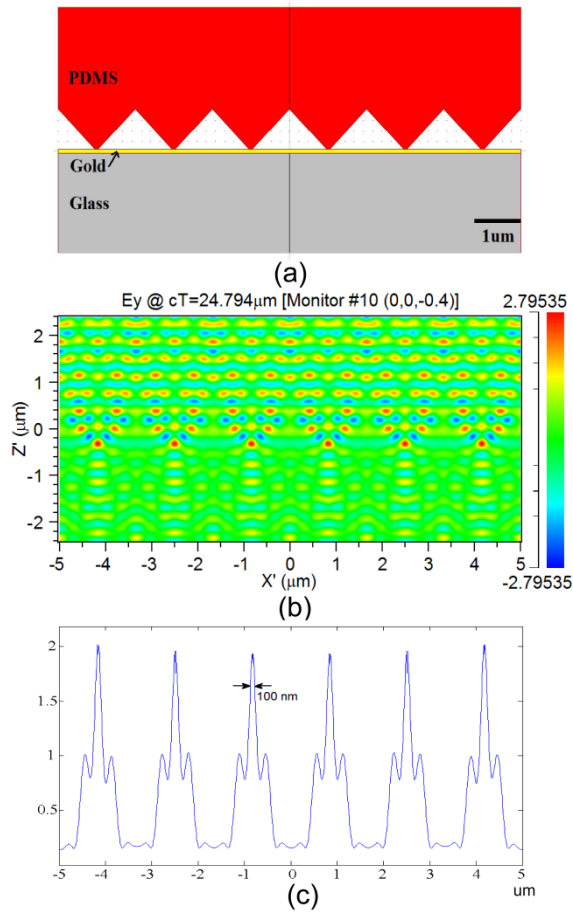 PDMS
Gold
Glass
1um
(a)
Ey @ cT=24.794μm [Monitor #10 (0,0,-0.4)]
2.79535
2
1
0
-1
-2
Z' (μm)
-5 -4 -3 -2 -1 0 1 2 3 4 5
-2.79535
X' (μm)
(b)
2
1.5
100 nm
1
0.5
-5 -4 -3 -2 -1 0 1 2 3 4 5
um
(c)